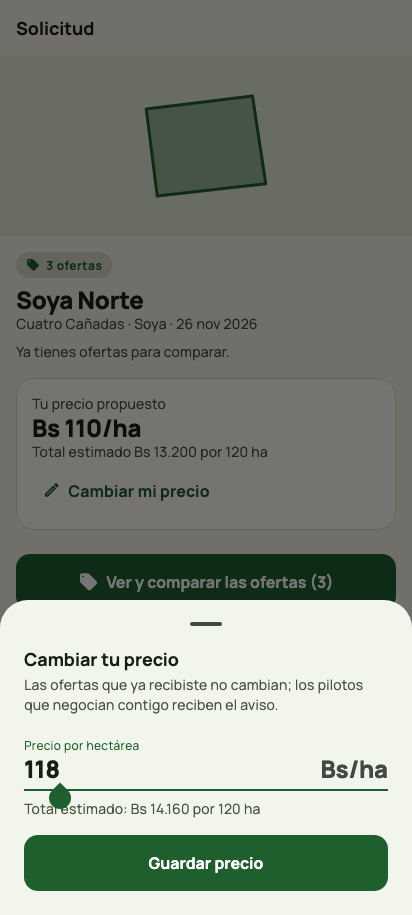 Solicitud
3 ofertas
Soya Norte
Cuatro Cañadas · Soya · 26 nov 2026
Ya tienes ofertas para comparar.
Tu precio propuesto
Bs 110/ha
Total estimado Bs 13.200 por 120 ha
Cambiar mi precio
Ver y comparar las ofertas (3)
Cambiar tu precio
Las ofertas que ya recibiste no cambian; los pilotos
que negocian contigo reciben el aviso.
Precio por hectárea
118 Bs/ha
Total estimado: Bs 14.160 por 120 ha
Guardar precio